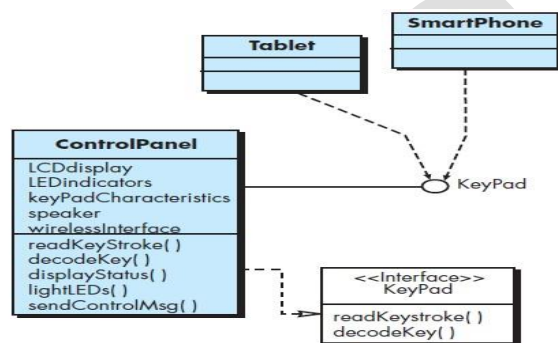 SmartPhone
Tablet
ControlPanel
LCDdisplay
LEDindicators
keyPadCharacteristics
speaker
wirelessInterface
readKeyStroke( )
decodeKey( )
displayStatus( )
lightLEDs( )
sendControlMsg( )
KeyPad
<<Interface>>
KeyPad
readKeystroke( )
decodeKey( )